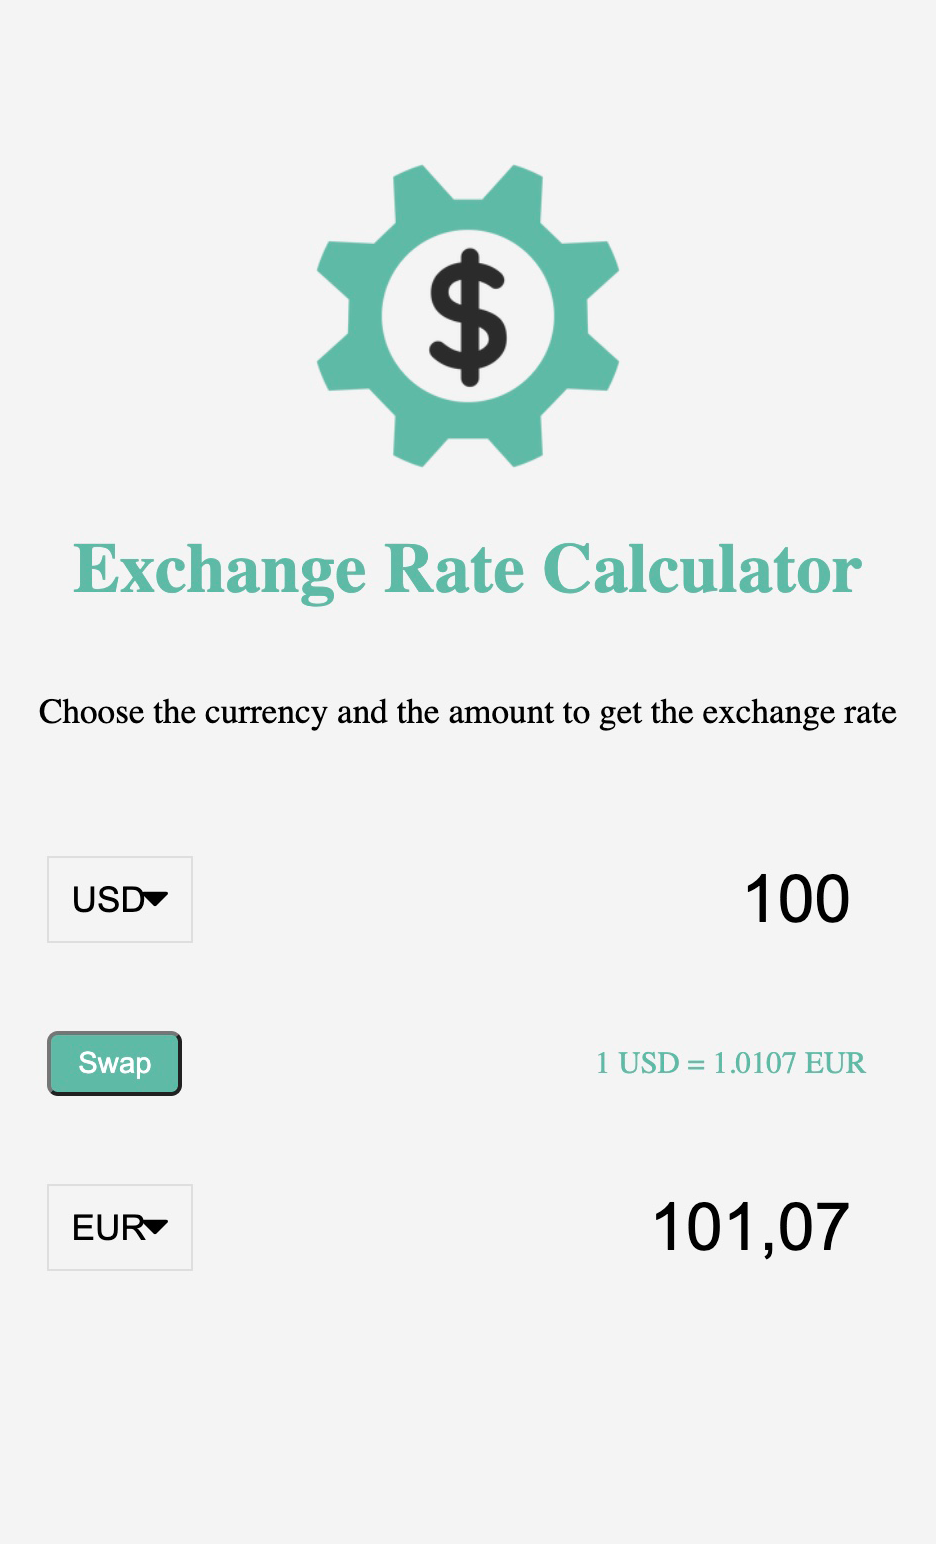 $
Exchange Rate Calculator
Choose the currency and the amount to get the exchange rate
USD 100
Swap 1 USD = 1.0107 EUR
EUR 101,07